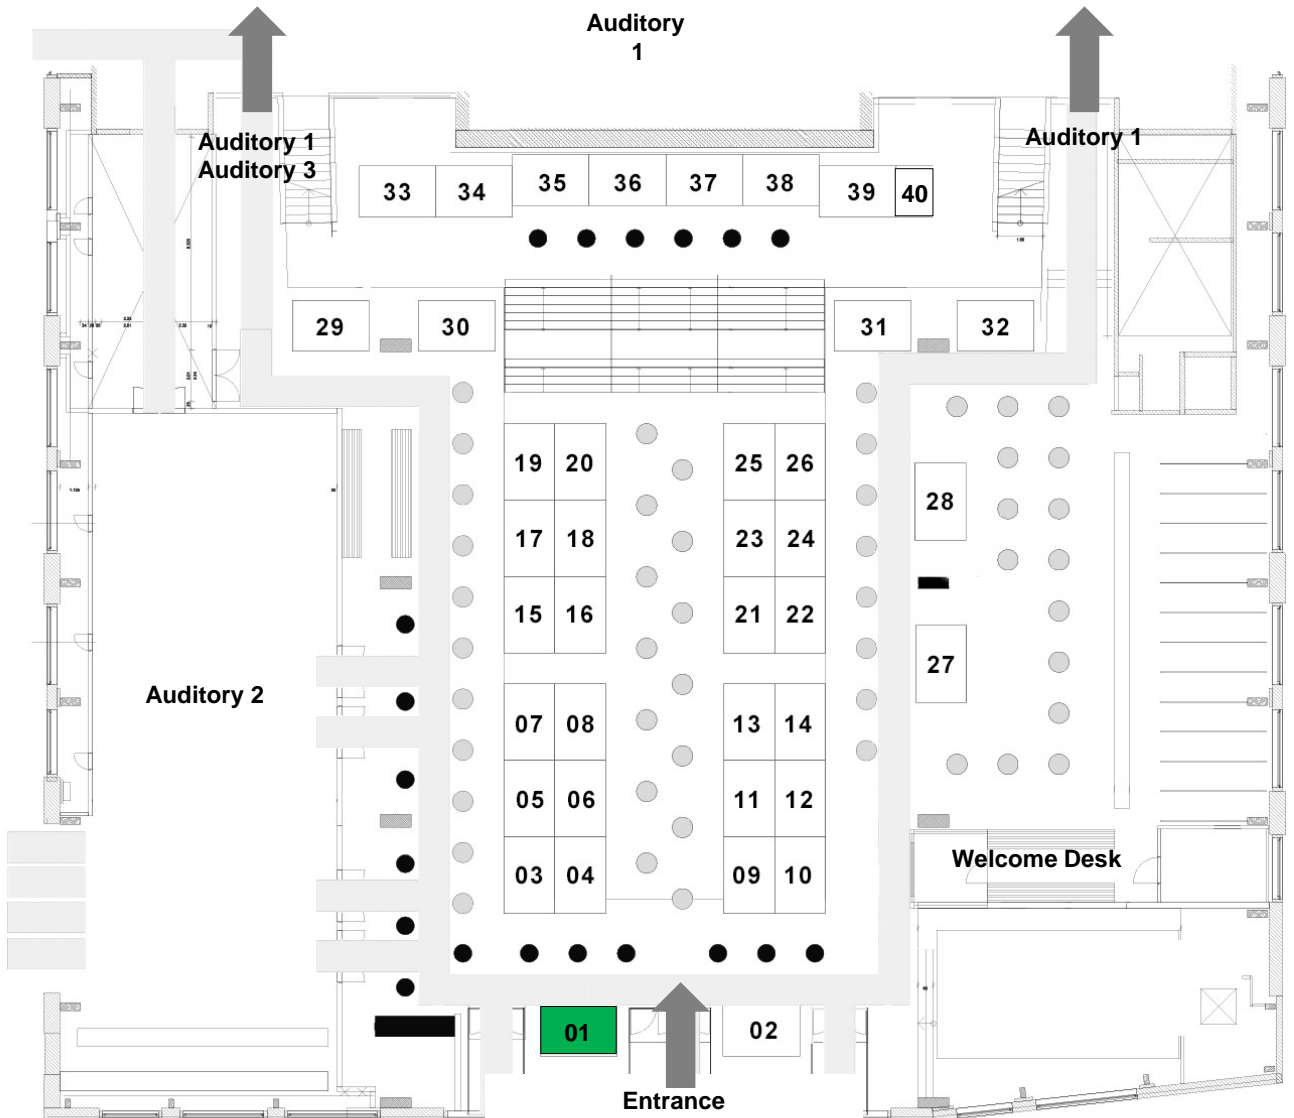 Auditory
1
Auditory 1
Auditory 3
Auditory 1
33 34 35 36 37 38 39 40
29 30 31 32
19 20 25 26
28
17 18 23 24
15 16 21 22
27
Auditory 2
07 08 13 14
05 06 11 12
Welcome Desk
03 04 09 10
01 02
Entrance